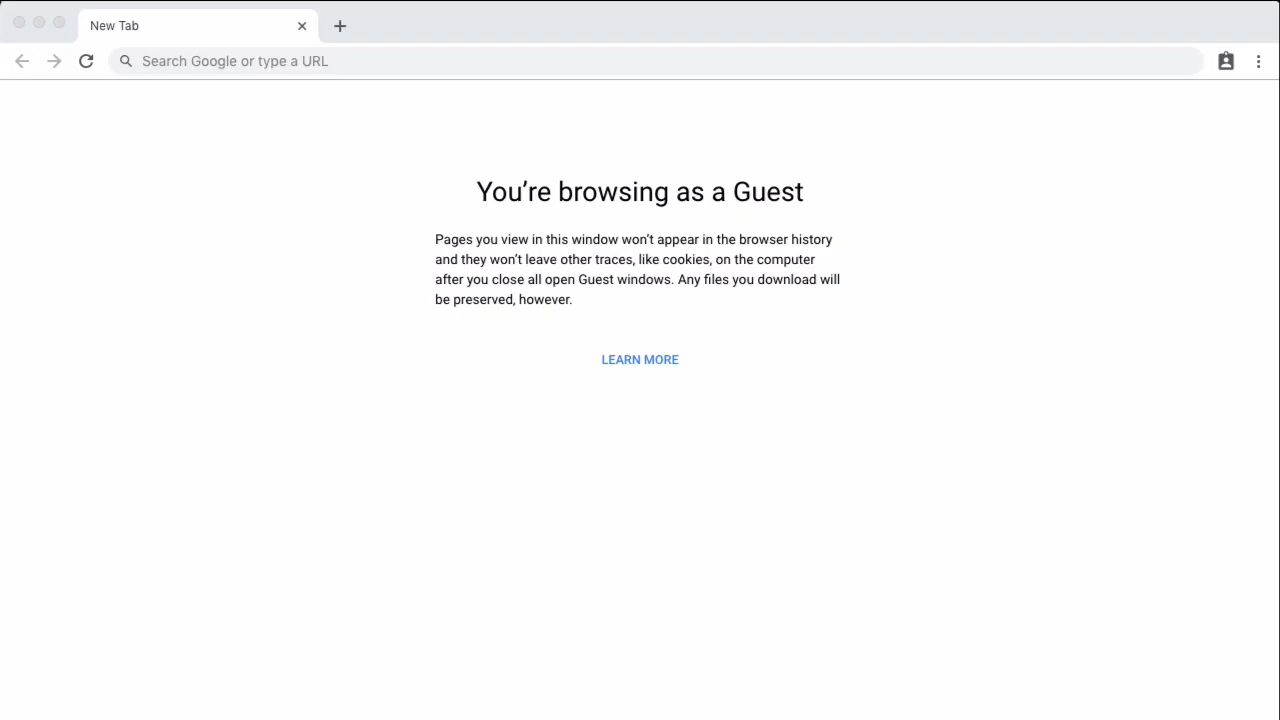 New Tab
Search Google or type a URL
You’re browsing as a Guest
Pages you view in this window won’t appear in the browser history
and they won’t leave other traces, like cookies, on the computer
after you close all open Guest windows. Any files you download will
be preserved, however.
LEARN MORE